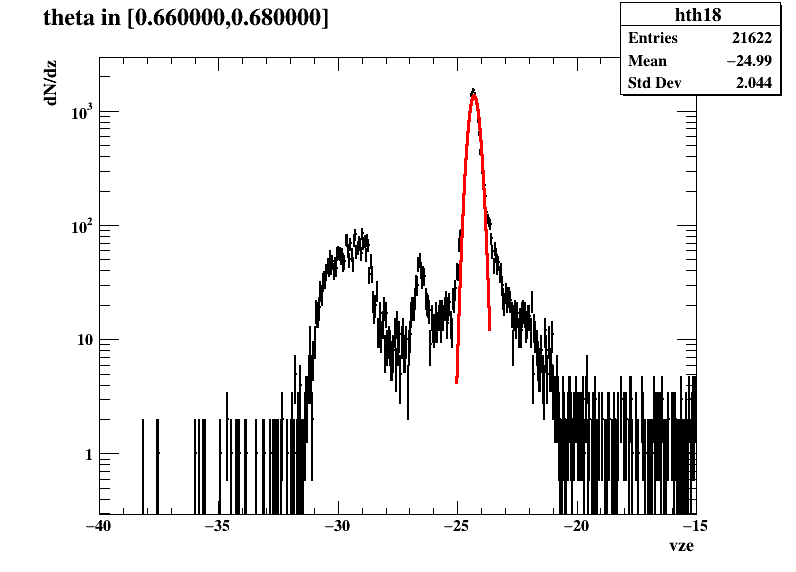 theta in [0.660000,0.680000]
hth18
Entries 21622
Mean −24.99
Std Dev 2.044
dN/dz
10³
10²
10
1
−40 −35 −30 −25 −20 −15
vze